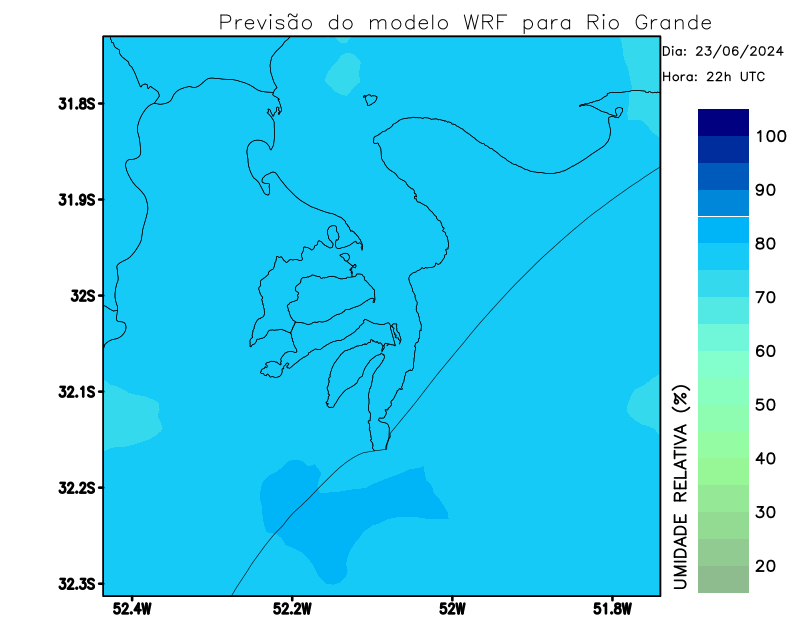 Previsão do modelo WRF para Rio Grande
Dia: 23/06/2024
Hora: 22h UTC
31.8S
31.9S
32S
32.1S
32.2S
32.3S
52.4W
52.2W
52W
51.8W
100
90
80
70
60
50
40
30
20
UMIDADE RELATIVA (%)